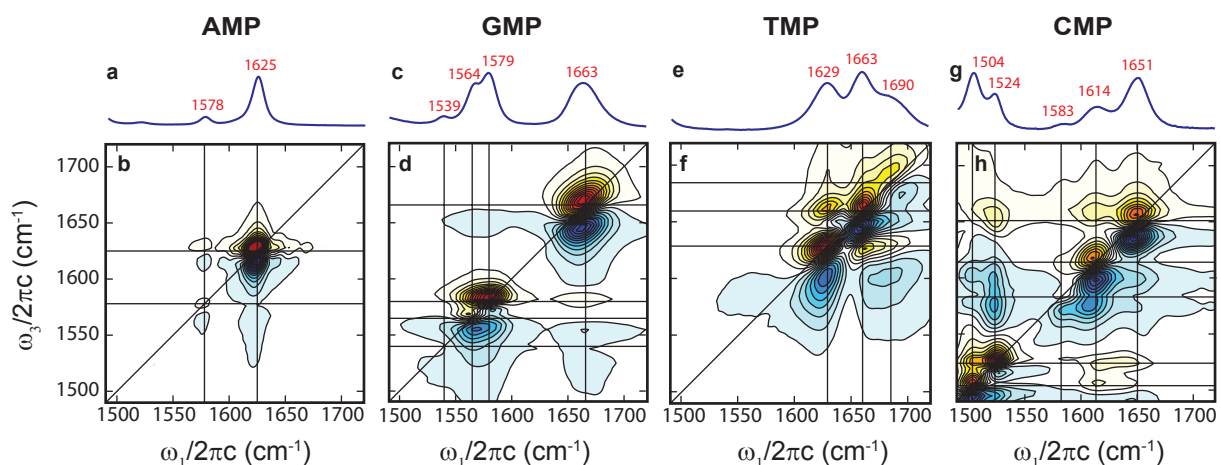 AMP GMP TMP CMP
a 1578 1625 c 1539 1564 1579 1663 e 1629 1663 1690 g 1504 1524 1583 1614 1651
b d f h
1700
1650
1600
1550
1500
ω₃/2πc (cm⁻¹)
1500 1550 1600 1650 1700 1500 1550 1600 1650 1700 1500 1550 1600 1650 1700 1500 1550 1600 1650 1700
ω₁/2πc (cm⁻¹) ω₁/2πc (cm⁻¹) ω₁/2πc (cm⁻¹) ω₁/2πc (cm⁻¹)